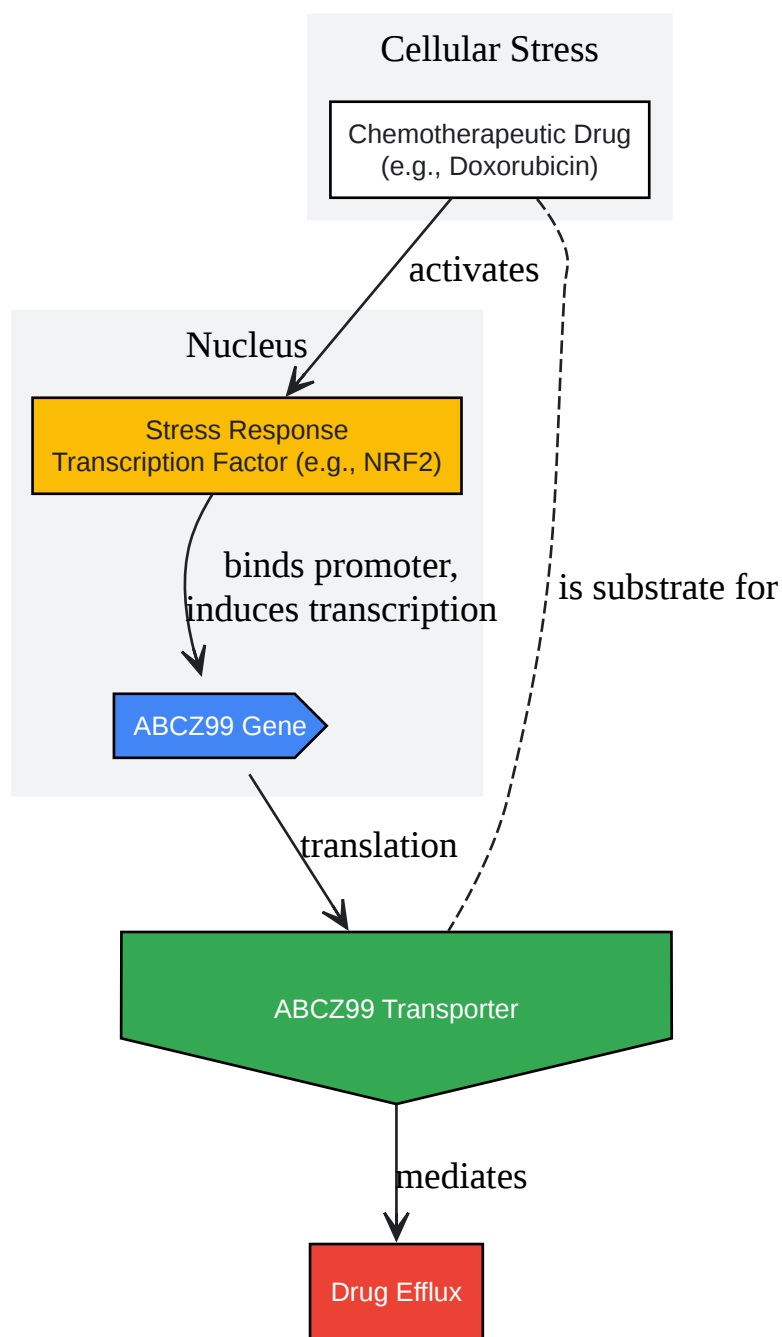 Cellular Stress
Chemotherapeutic Drug
(e.g., Doxorubicin)
activates
Nucleus
Stress Response
Transcription Factor (e.g., NRF2)
binds promoter,
induces transcription
is substrate for
ABCZ99 Gene
translation
ABCZ99 Transporter
mediates
Drug Efflux